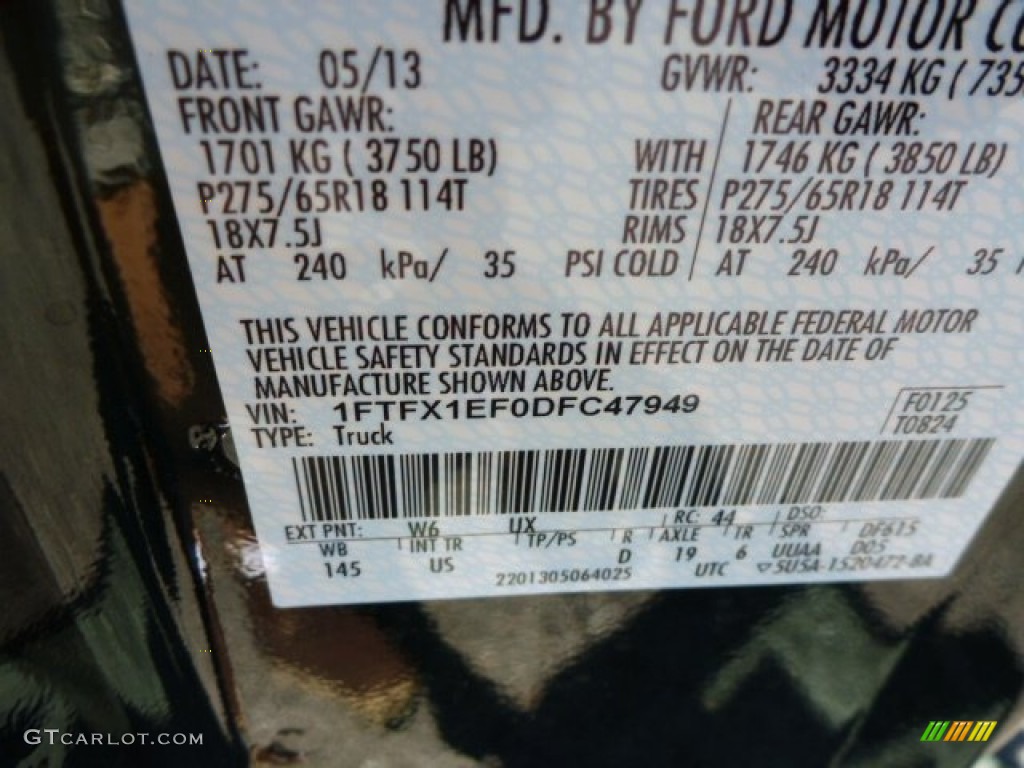 MFD. BY FORD MOTOR CO
DATE: 05/13 GVWR: 3334 KG ( 735
FRONT GAWR: REAR GAWR:
1701 KG ( 3750 LB) WITH 1746 KG ( 3850 LB)
P275/65R18 114T TIRES P275/65R18 114T
18X7.5J RIMS 18X7.5J
AT 240 kPa/ 35 PSI COLD AT 240 kPa/ 35
THIS VEHICLE CONFORMS TO ALL APPLICABLE FEDERAL MOTOR
VEHICLE SAFETY STANDARDS IN EFFECT ON THE DATE OF
MANUFACTURE SHOWN ABOVE.
VIN: 1FTFX1EF0DFC47949 F0125
TYPE: Truck T0824
EXT PNT: W6 UX RC: 44 DSO:
WB INT TR TP/PS R AXLE TR SPR DF615
145 US D 19 6 UUAA D05
2201305064025 UTC ▽5U5A-1520472-BA
GTCARLOT.COM